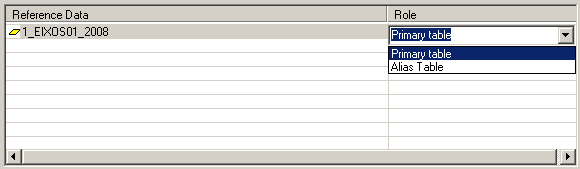 Reference Data Role
1_EIXOS01_2008 Primary table
Primary table
Alias Table